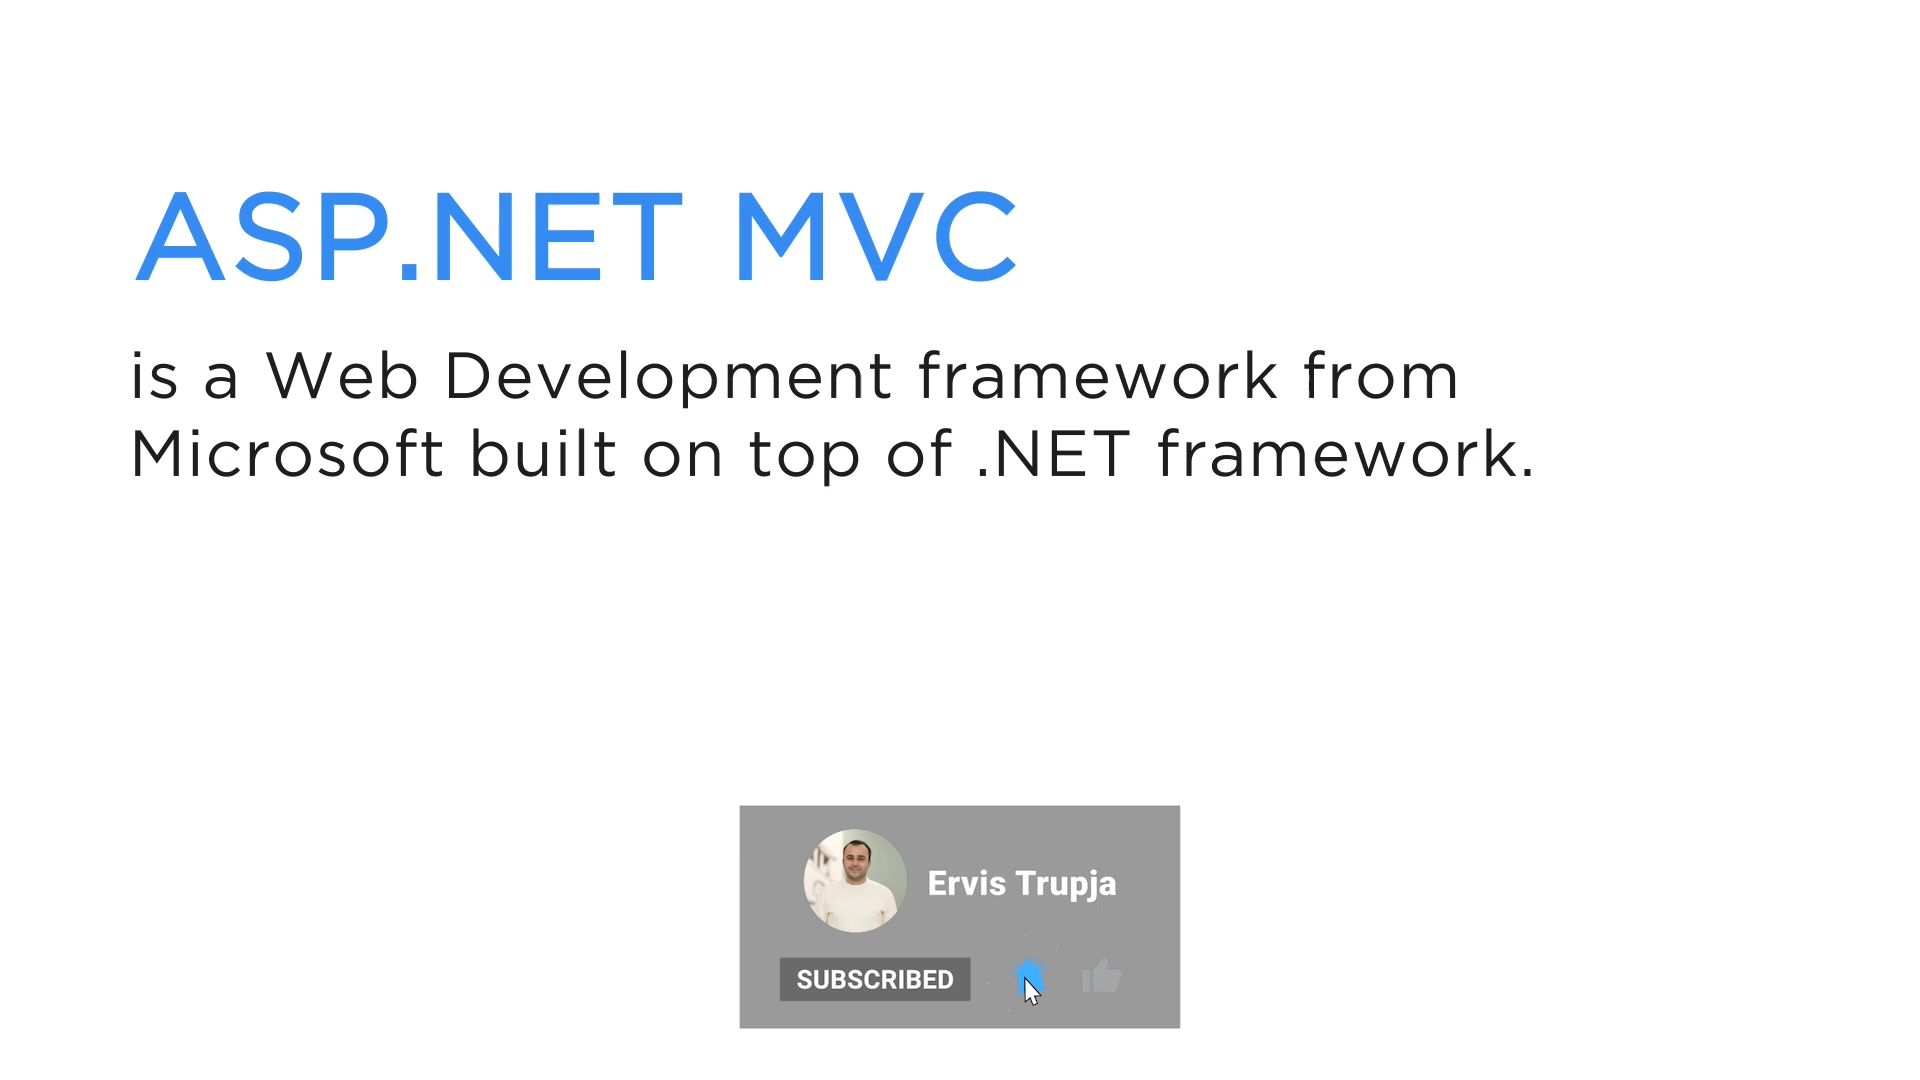 ASP.NET MVC
is a Web Development framework from
Microsoft built on top of .NET framework.
Ervis Trupja
SUBSCRIBED